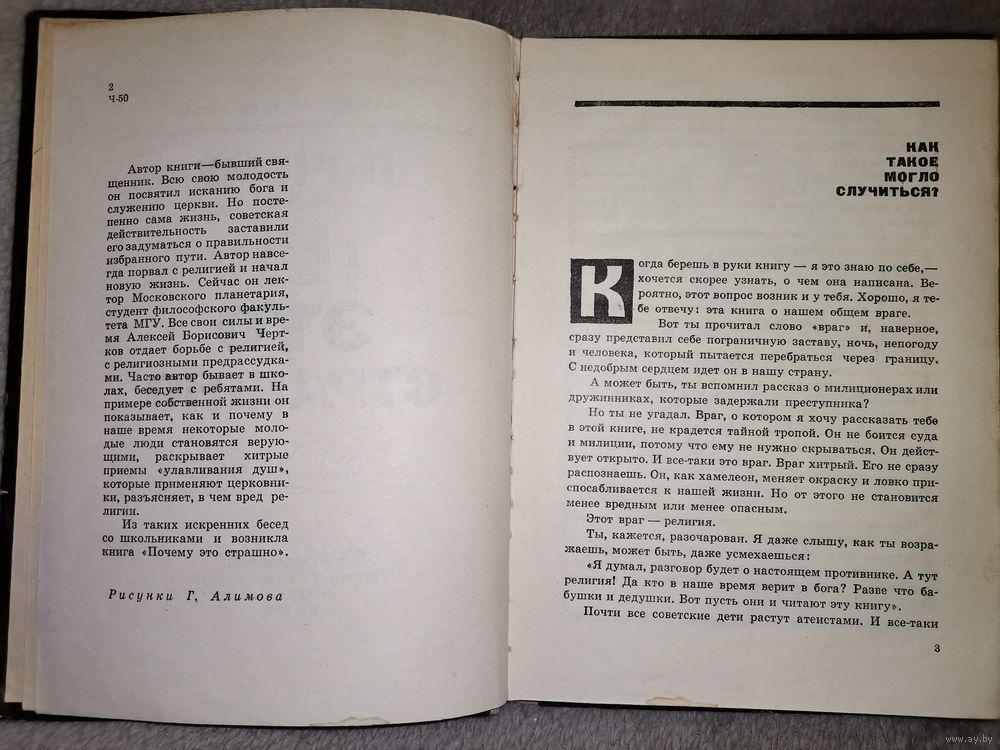 2
Ч-50
Автор книги—бывший свя-
щенник. Всю свою молодость
он посвятил исканию бога и
служению церкви. Но посте-
пенно сама жизнь, советская
действительность заставили
его задуматься о правильности
избранного пути. Автор навсе-
гда порвал с религией и начал
новую жизнь. Сейчас он лек-
тор Московского планетария,
студент философского факуль-
тета МГУ. Все свои силы и вре-
мя Алексей Борисович Черт-
ков отдает борьбе с религией,
с религиозными предрассудка-
ми. Часто автор бывает в шко-
лах, беседует с ребятами. На
примере собственной жизни он
показывает, как и почему в
наше время некоторые моло-
дые люди становятся верую-
щими, раскрывает хитрые
приемы «улавливания душ»,
которые применяют церковни-
ки, разъясняет, в чем вред ре-
лигии.
Из таких искренних бесед
со школьниками и возникла
книга «Почему это страшно».
Рисунки Г. Алимова
КАК
ТАКОЕ
МОГЛО
СЛУЧИТЬСЯ?
Когда берешь в руки книгу — я это знаю по себе,—
хочется скорее узнать, о чем она написана. Ве-
роятно, этот вопрос возник и у тебя. Хорошо, я те-
бе отвечу: эта книга о нашем общем враге.
Вот ты прочитал слово «враг» и, наверное,
сразу представил себе пограничную заставу, ночь, непогоду
и человека, который пытается перебраться через границу.
С недобрым сердцем идет он в нашу страну.
А может быть, ты вспомнил рассказ о милиционерах или
дружинниках, которые задержали преступника?
Но ты не угадал. Враг, о котором я хочу рассказать тебе
в этой книге, не крадется тайной тропой. Он не боится суда
и милиции, потому что ему не нужно скрываться. Он дейст-
вует открыто. И все-таки это враг. Враг хитрый. Его не сразу
распознаешь. Он, как хамелеон, меняет окраску и ловко при-
спосабливается к нашей жизни. Но от этого не становится
менее вредным или менее опасным.
Этот враг — религия.
Ты, кажется, разочарован. Я даже слышу, как ты возра-
жаешь, может быть, даже усмехаешься:
«Я думал, разговор будет о настоящем противнике. А тут
религия! Да кто в наше время верит в бога? Разве что ба-
бушки и дедушки. Вот пусть они и читают эту книгу».
Почти все советские дети растут атеистами. И все-таки
3
www.ay.by